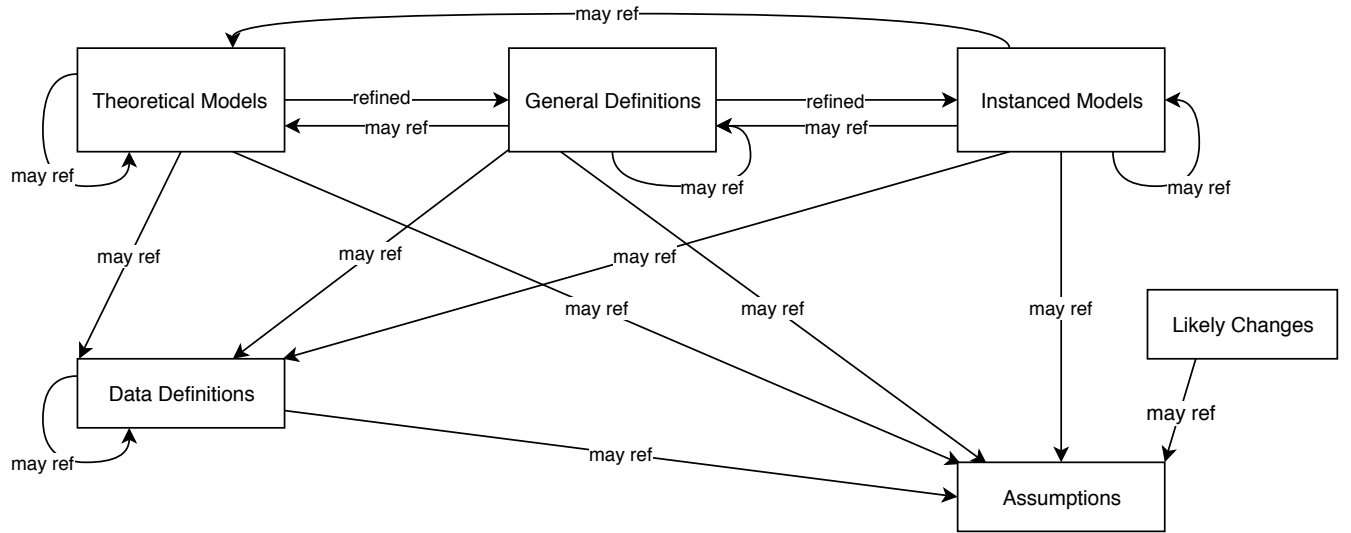 may ref
Theoretical Models
refined
General Definitions
refined
Instanced Models
may ref
may ref
may ref
may ref
may ref
may ref
may ref
may ref
may ref
may ref
may ref
may ref
Likely Changes
Data Definitions
may ref
may ref
may ref
Assumptions